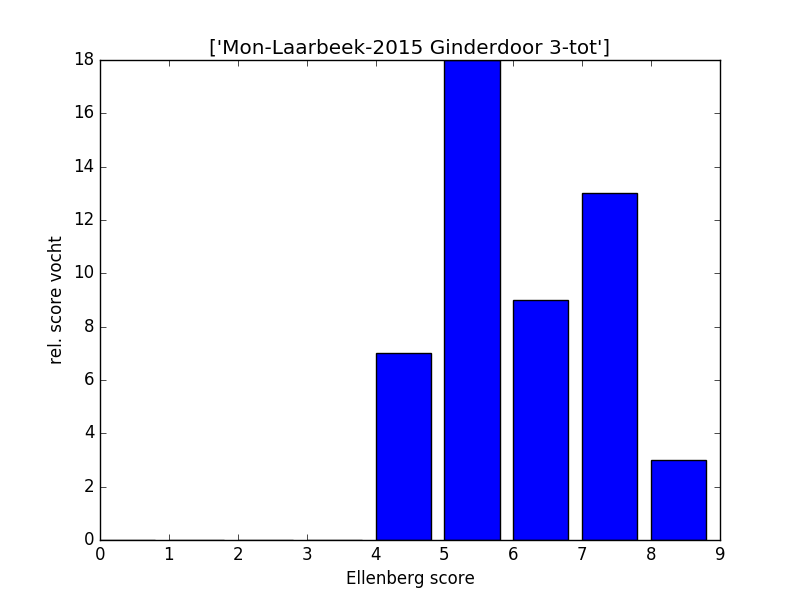 ['Mon-Laarbeek-2015 Ginderdoor 3-tot']
18
16
14
12
10
8
6
4
2
0
rel. score vocht
0 1 2 3 4 5 6 7 8 9
Ellenberg score